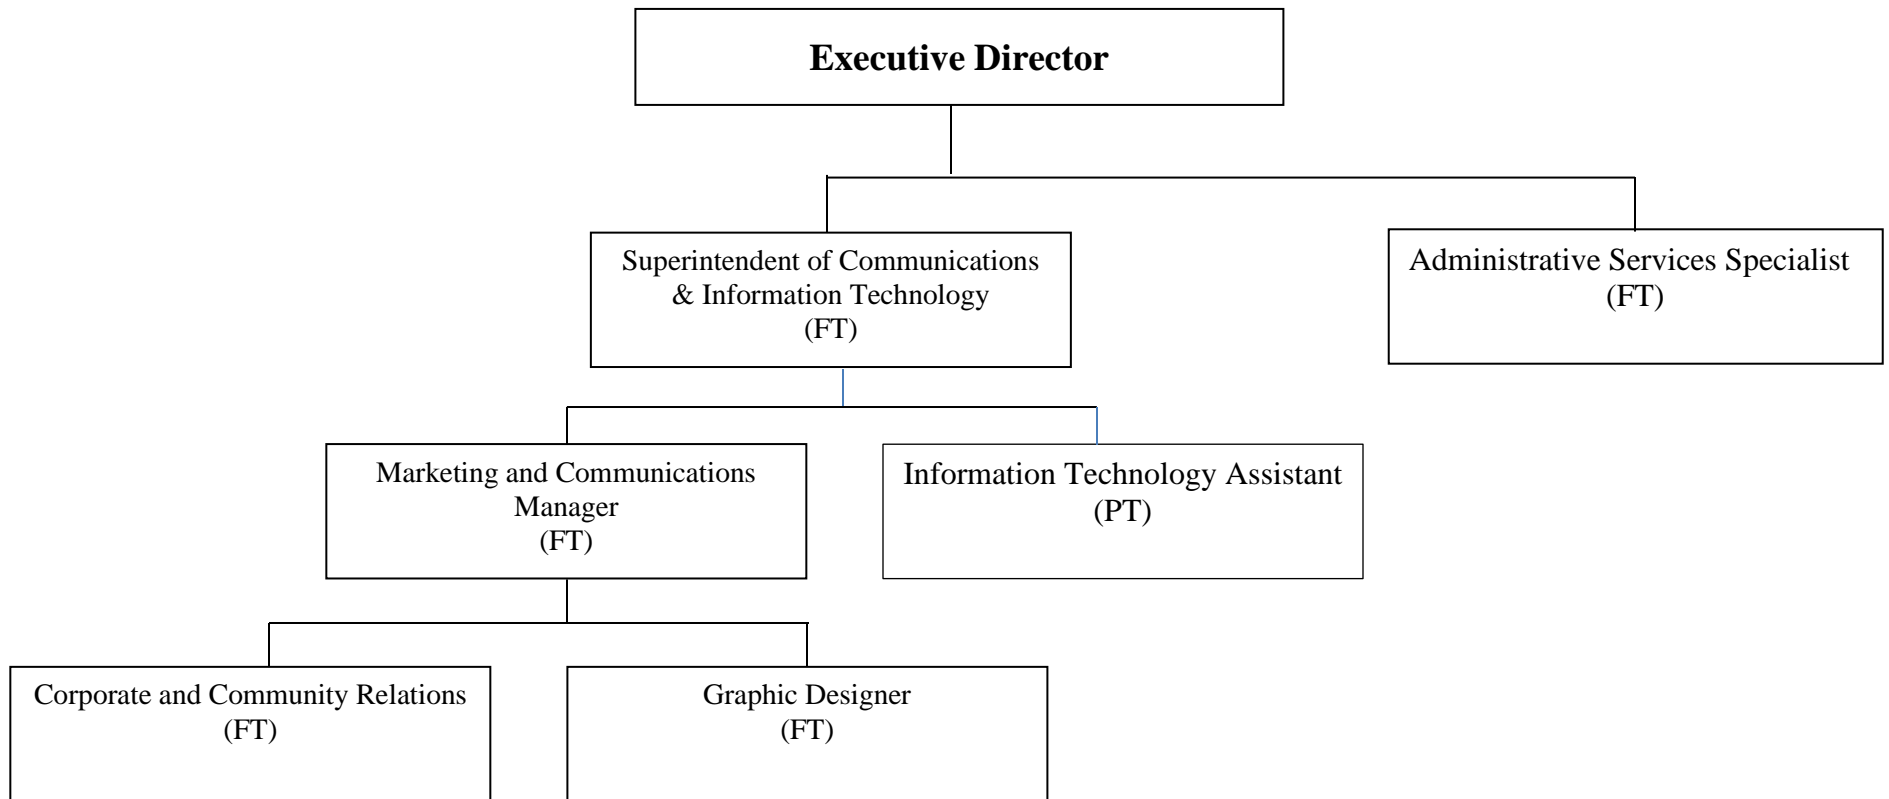 Executive Director
Superintendent of Communications
& Information Technology
(FT)
Administrative Services Specialist
(FT)
Marketing and Communications
Manager
(FT)
Information Technology Assistant
(PT)
Corporate and Community Relations
(FT)
Graphic Designer
(FT)